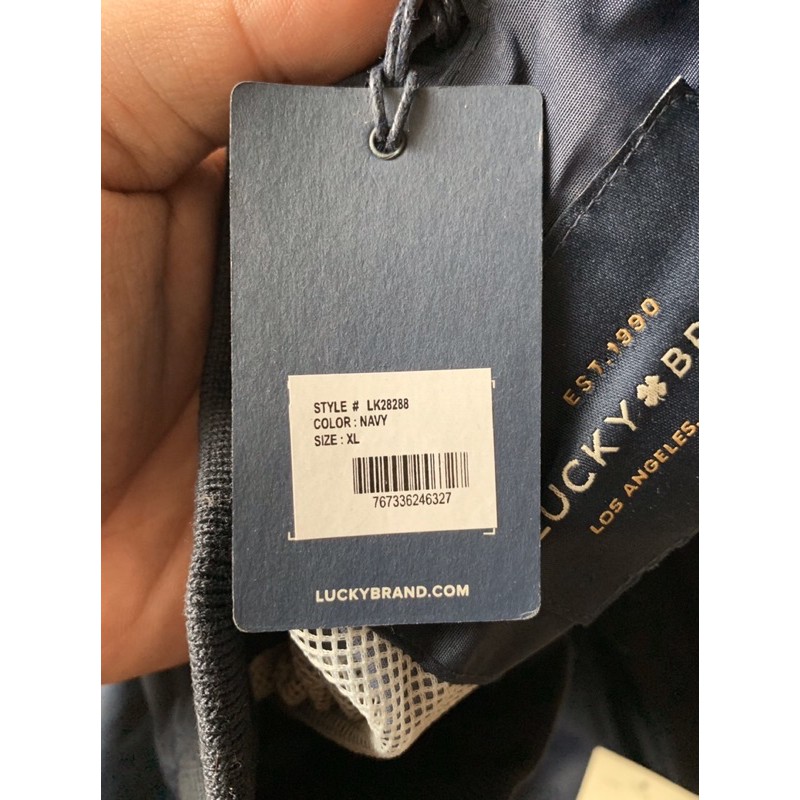 STYLE # LK28288
COLOR : NAVY
SIZE : XL
767336246327
LUCKYBRAND.COM
EST. 1990
LUCKY
LOS ANGELES,